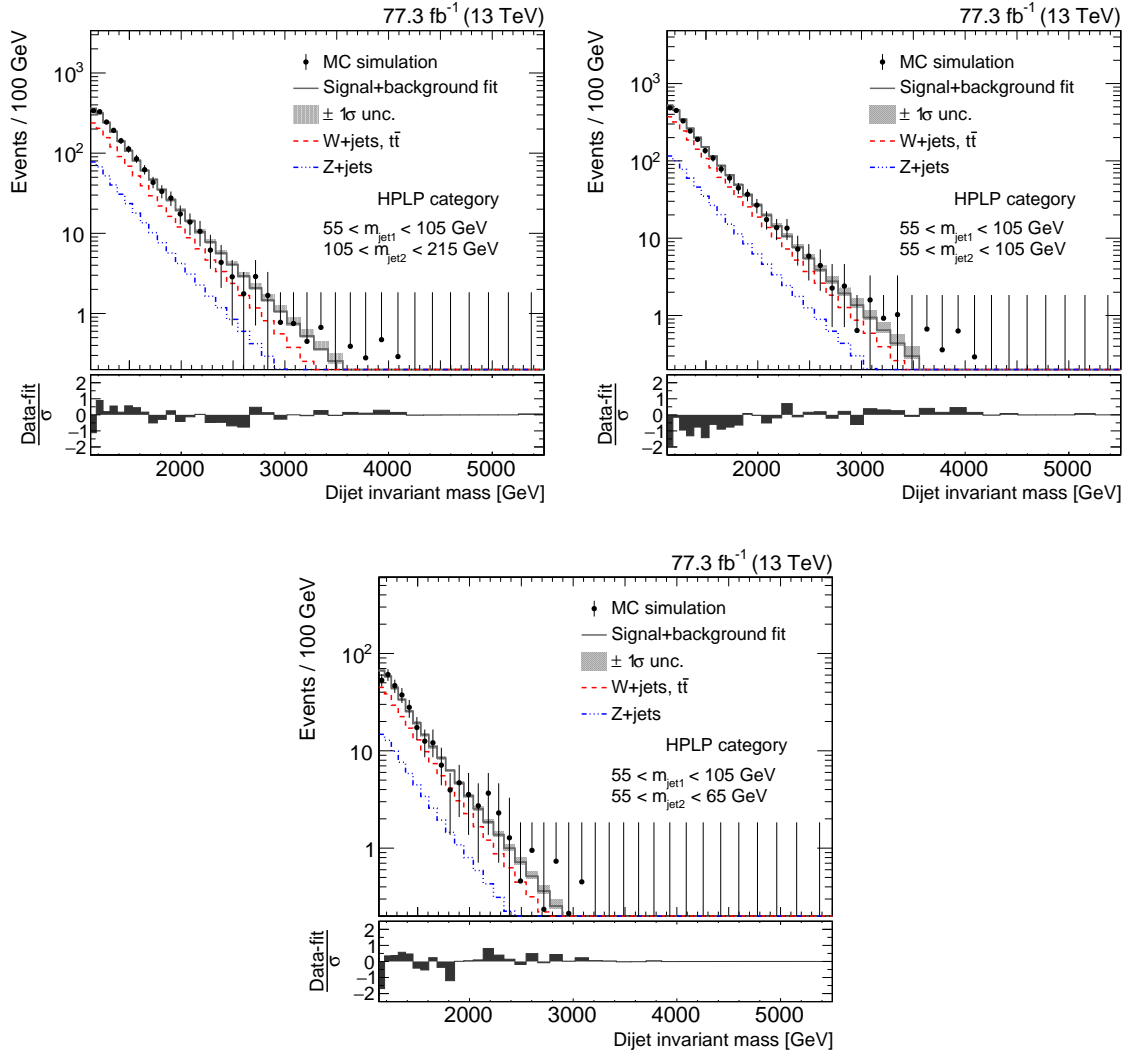 77.3 fb⁻¹ (13 TeV)
Events / 100 GeV
10³
10²
10
1
MC simulation
Signal+background fit
± 1σ unc.
W+jets, tt̄
Z+jets
HPLP category
55 < m_jet1 < 105 GeV
105 < m_jet2 < 215 GeV
Data-fit
σ
2
1
0
−1
−2
2000 3000 4000 5000
Dijet invariant mass [GeV]
77.3 fb⁻¹ (13 TeV)
Events / 100 GeV
10³
10²
10
1
MC simulation
Signal+background fit
± 1σ unc.
W+jets, tt̄
Z+jets
HPLP category
55 < m_jet1 < 105 GeV
55 < m_jet2 < 105 GeV
Data-fit
σ
2
1
0
−1
−2
2000 3000 4000 5000
Dijet invariant mass [GeV]
77.3 fb⁻¹ (13 TeV)
Events / 100 GeV
10²
10
1
MC simulation
Signal+background fit
± 1σ unc.
W+jets, tt̄
Z+jets
HPLP category
55 < m_jet1 < 105 GeV
55 < m_jet2 < 65 GeV
Data-fit
σ
2
1
0
−1
−2
2000 3000 4000 5000
Dijet invariant mass [GeV]